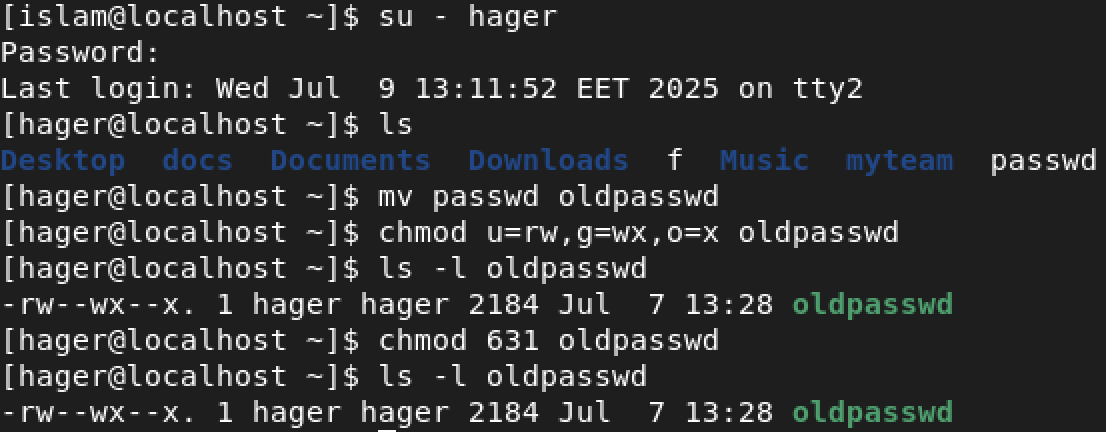 [islam@localhost ~]$ su - hager
Password:
Last login: Wed Jul  9 13:11:52 EET 2025 on tty2
[hager@localhost ~]$ ls
Desktop  docs  Documents  Downloads  f  Music  myteam  passwd
[hager@localhost ~]$ mv passwd oldpasswd
[hager@localhost ~]$ chmod u=rw,g=wx,o=x oldpasswd
[hager@localhost ~]$ ls -l oldpasswd
-rw--wx--x. 1 hager hager 2184 Jul  7 13:28 oldpasswd
[hager@localhost ~]$ chmod 631 oldpasswd
[hager@localhost ~]$ ls -l oldpasswd
-rw--wx--x. 1 hager hager 2184 Jul  7 13:28 oldpasswd